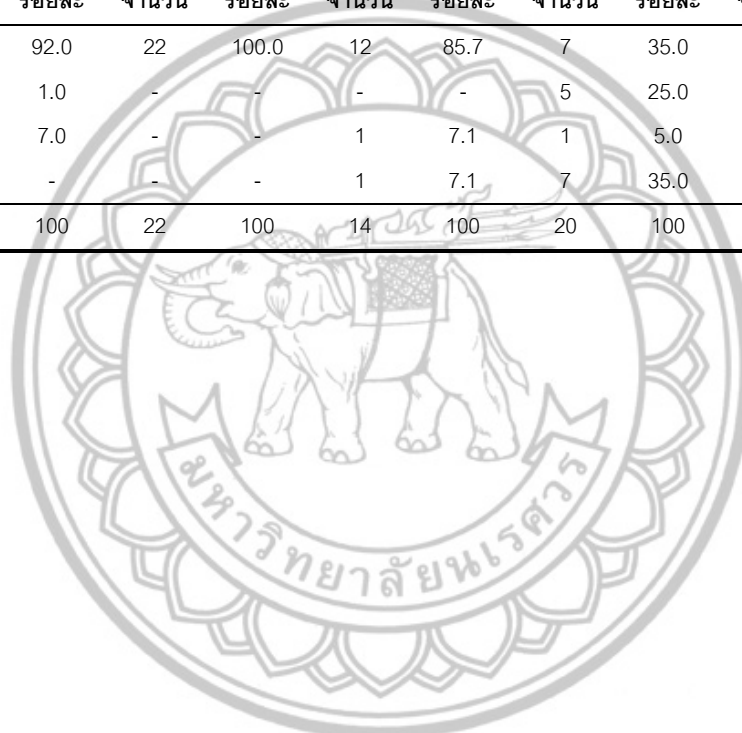 ร้อยละ จำนวน ร้อยละ จำนวน ร้อยละ จำนวน ร้อยละ
92.0 22 100.0 12 85.7 7 35.0
1.0 - - - - 5 25.0
7.0 - - 1 7.1 1 5.0
- - - 1 7.1 7 35.0
100 22 100 14 100 20 100
มหาวิทยาลัยนเรศวร